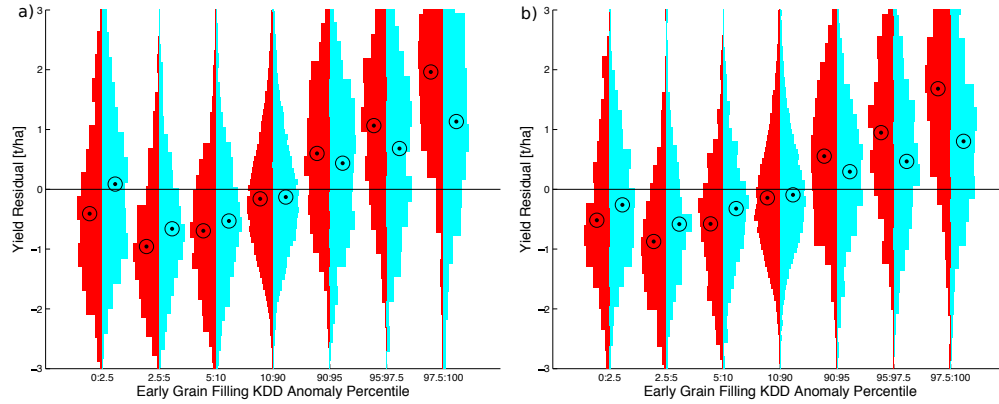 a)
Yield Residual [t/ha]
3
2
1
0
−1
−2
−3
0:2.5 2.5:5 5:10 10:90 90:95 95:97.5 97.5:100
Early Grain Filling KDD Anomaly Percentile
b)
Yield Residual [t/ha]
3
2
1
0
−1
−2
−3
0:2.5 2.5:5 5:10 10:90 90:95 95:97.5 97.5:100
Early Grain Filling KDD Anomaly Percentile